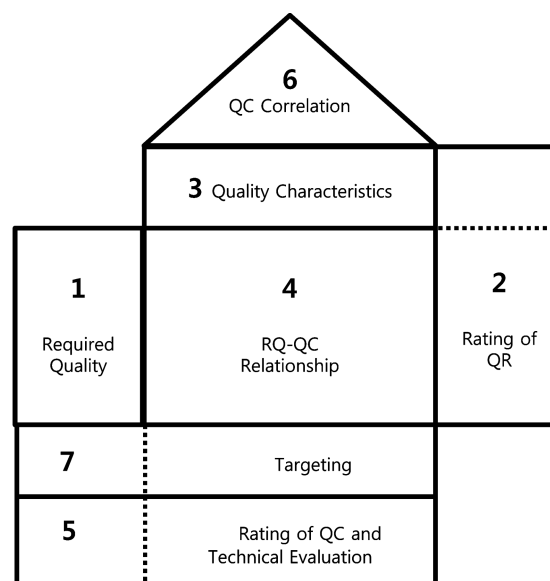 6
QC Correlation
3 Quality Characteristics
1
Required
Quality
4
RQ-QC
Relationship
2
Rating of
QR
7 Targeting
5 Rating of QC and
Technical Evaluation